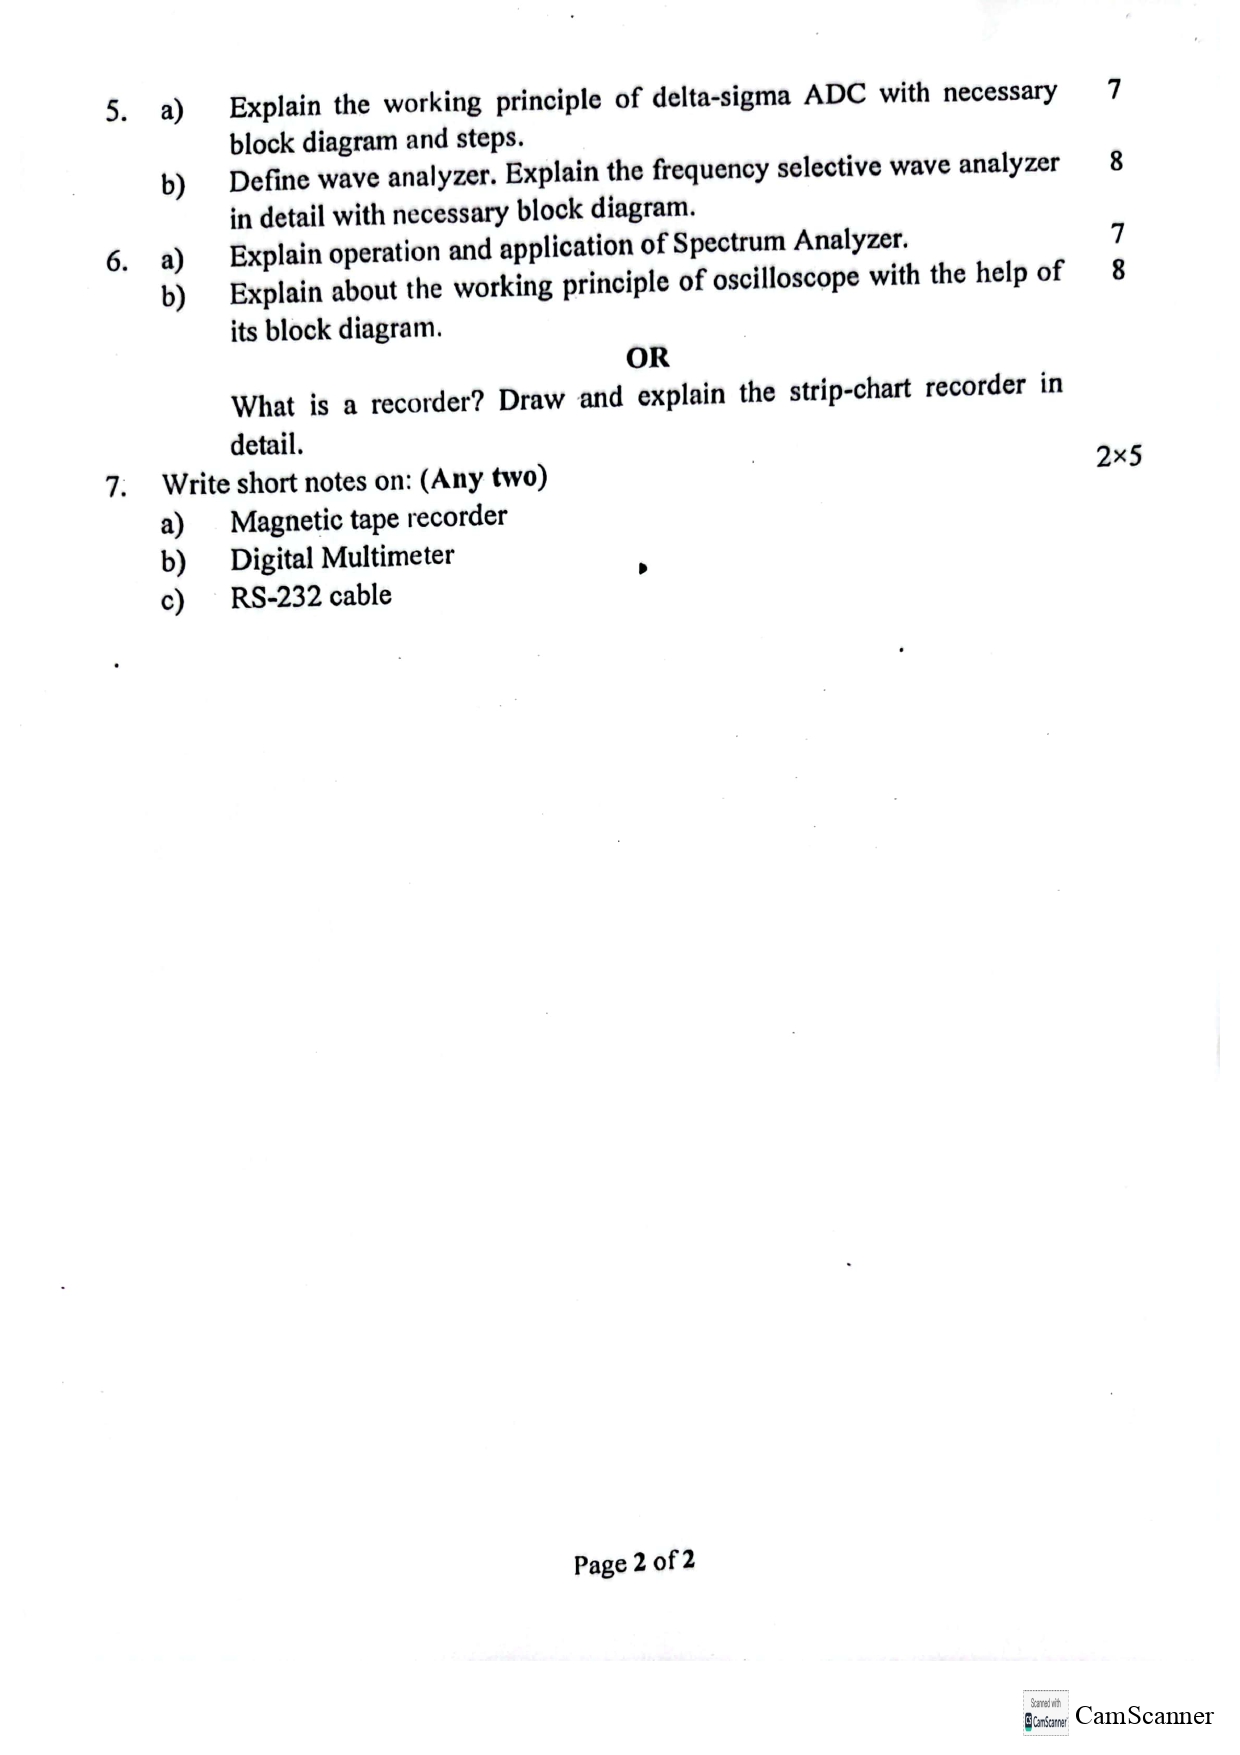 5. a) Explain the working principle of delta-sigma ADC with necessary 7
block diagram and steps.
b) Define wave analyzer. Explain the frequency selective wave analyzer 8
in detail with necessary block diagram.
6. a) Explain operation and application of Spectrum Analyzer. 7
b) Explain about the working principle of oscilloscope with the help of 8
its block diagram.
OR
What is a recorder? Draw and explain the strip-chart recorder in
detail.
7. Write short notes on: (Any two) 2×5
a) Magnetic tape recorder
b) Digital Multimeter
c) RS-232 cable
Page 2 of 2
Scanned with
CS CamScanner
CamScanner